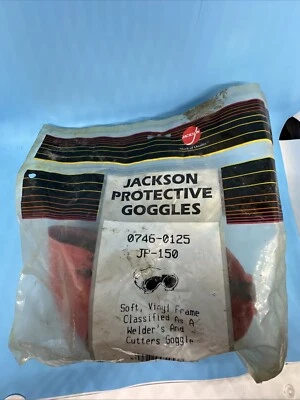 JACKSON
PROTECTIVE
GOGGLES
0746-0125
JP-150
Soft, Vinyl Frame
Classified As A
Welder's And
Cutters Goggle